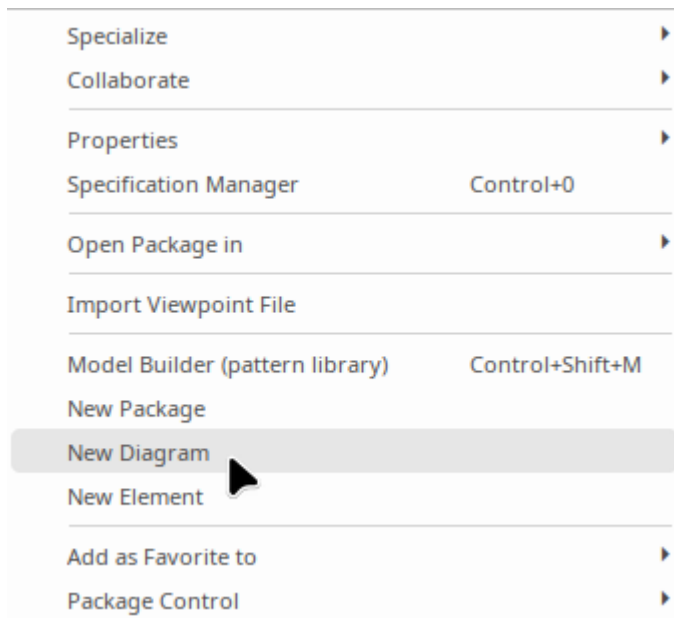 Specialize
Collaborate
Properties
Specification Manager Control+0
Open Package in
Import Viewpoint File
Model Builder (pattern library) Control+Shift+M
New Package
New Diagram
New Element
Add as Favorite to
Package Control